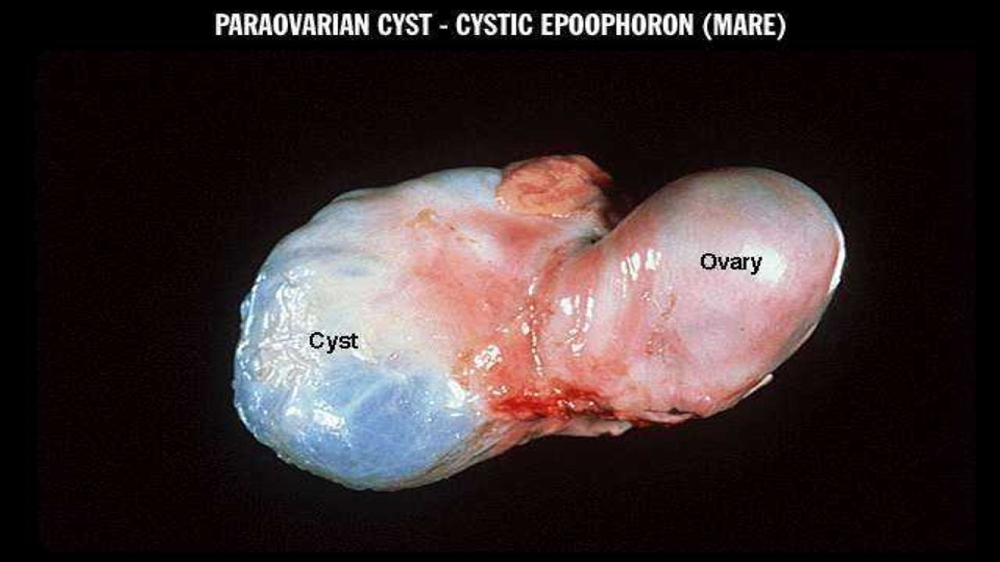 PARAOVARIAN CYST - CYSTIC EPOOPHORON (MARE)
Ovary
Cyst